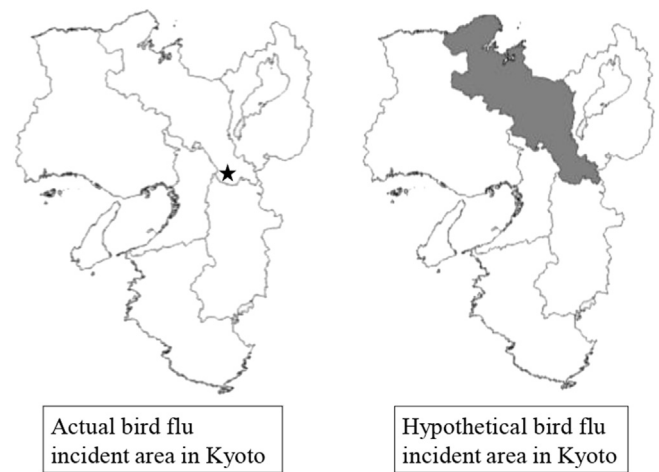 Actual bird flu
incident area in Kyoto
Hypothetical bird flu
incident area in Kyoto